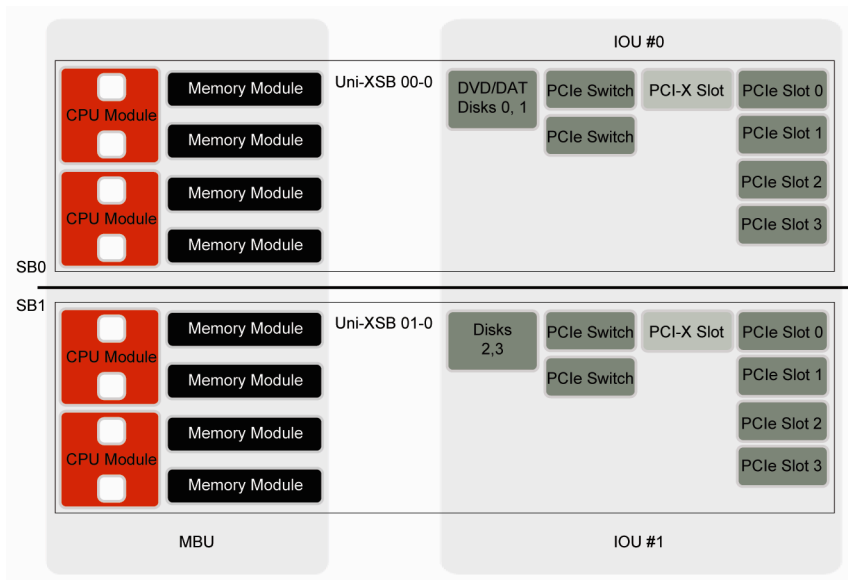 IOU #0
Uni-XSB 00-0
CPU Module
CPU Module
Memory Module
Memory Module
Memory Module
Memory Module
DVD/DAT
Disks 0, 1
PCIe Switch
PCIe Switch
PCI-X Slot
PCIe Slot 0
PCIe Slot 1
PCIe Slot 2
PCIe Slot 3
SB0
SB1
Uni-XSB 01-0
CPU Module
CPU Module
Memory Module
Memory Module
Memory Module
Memory Module
Disks
2,3
PCIe Switch
PCIe Switch
PCI-X Slot
PCIe Slot 0
PCIe Slot 1
PCIe Slot 2
PCIe Slot 3
MBU
IOU #1